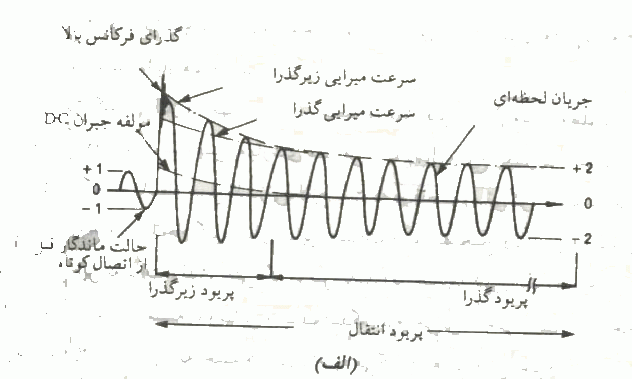 گذرای فرکانس بالا
سرعت میرایی زیرگذرا
سرعت میرایی گذرا
جریان لحظه‌ای
مولفه جبران DC
+1
0
-1
+2
0
-2
حالت ماندگار
از اتصال کوتاه
پریود زیرگذرا
پریود گذرا
پریود انتقال
(الف)